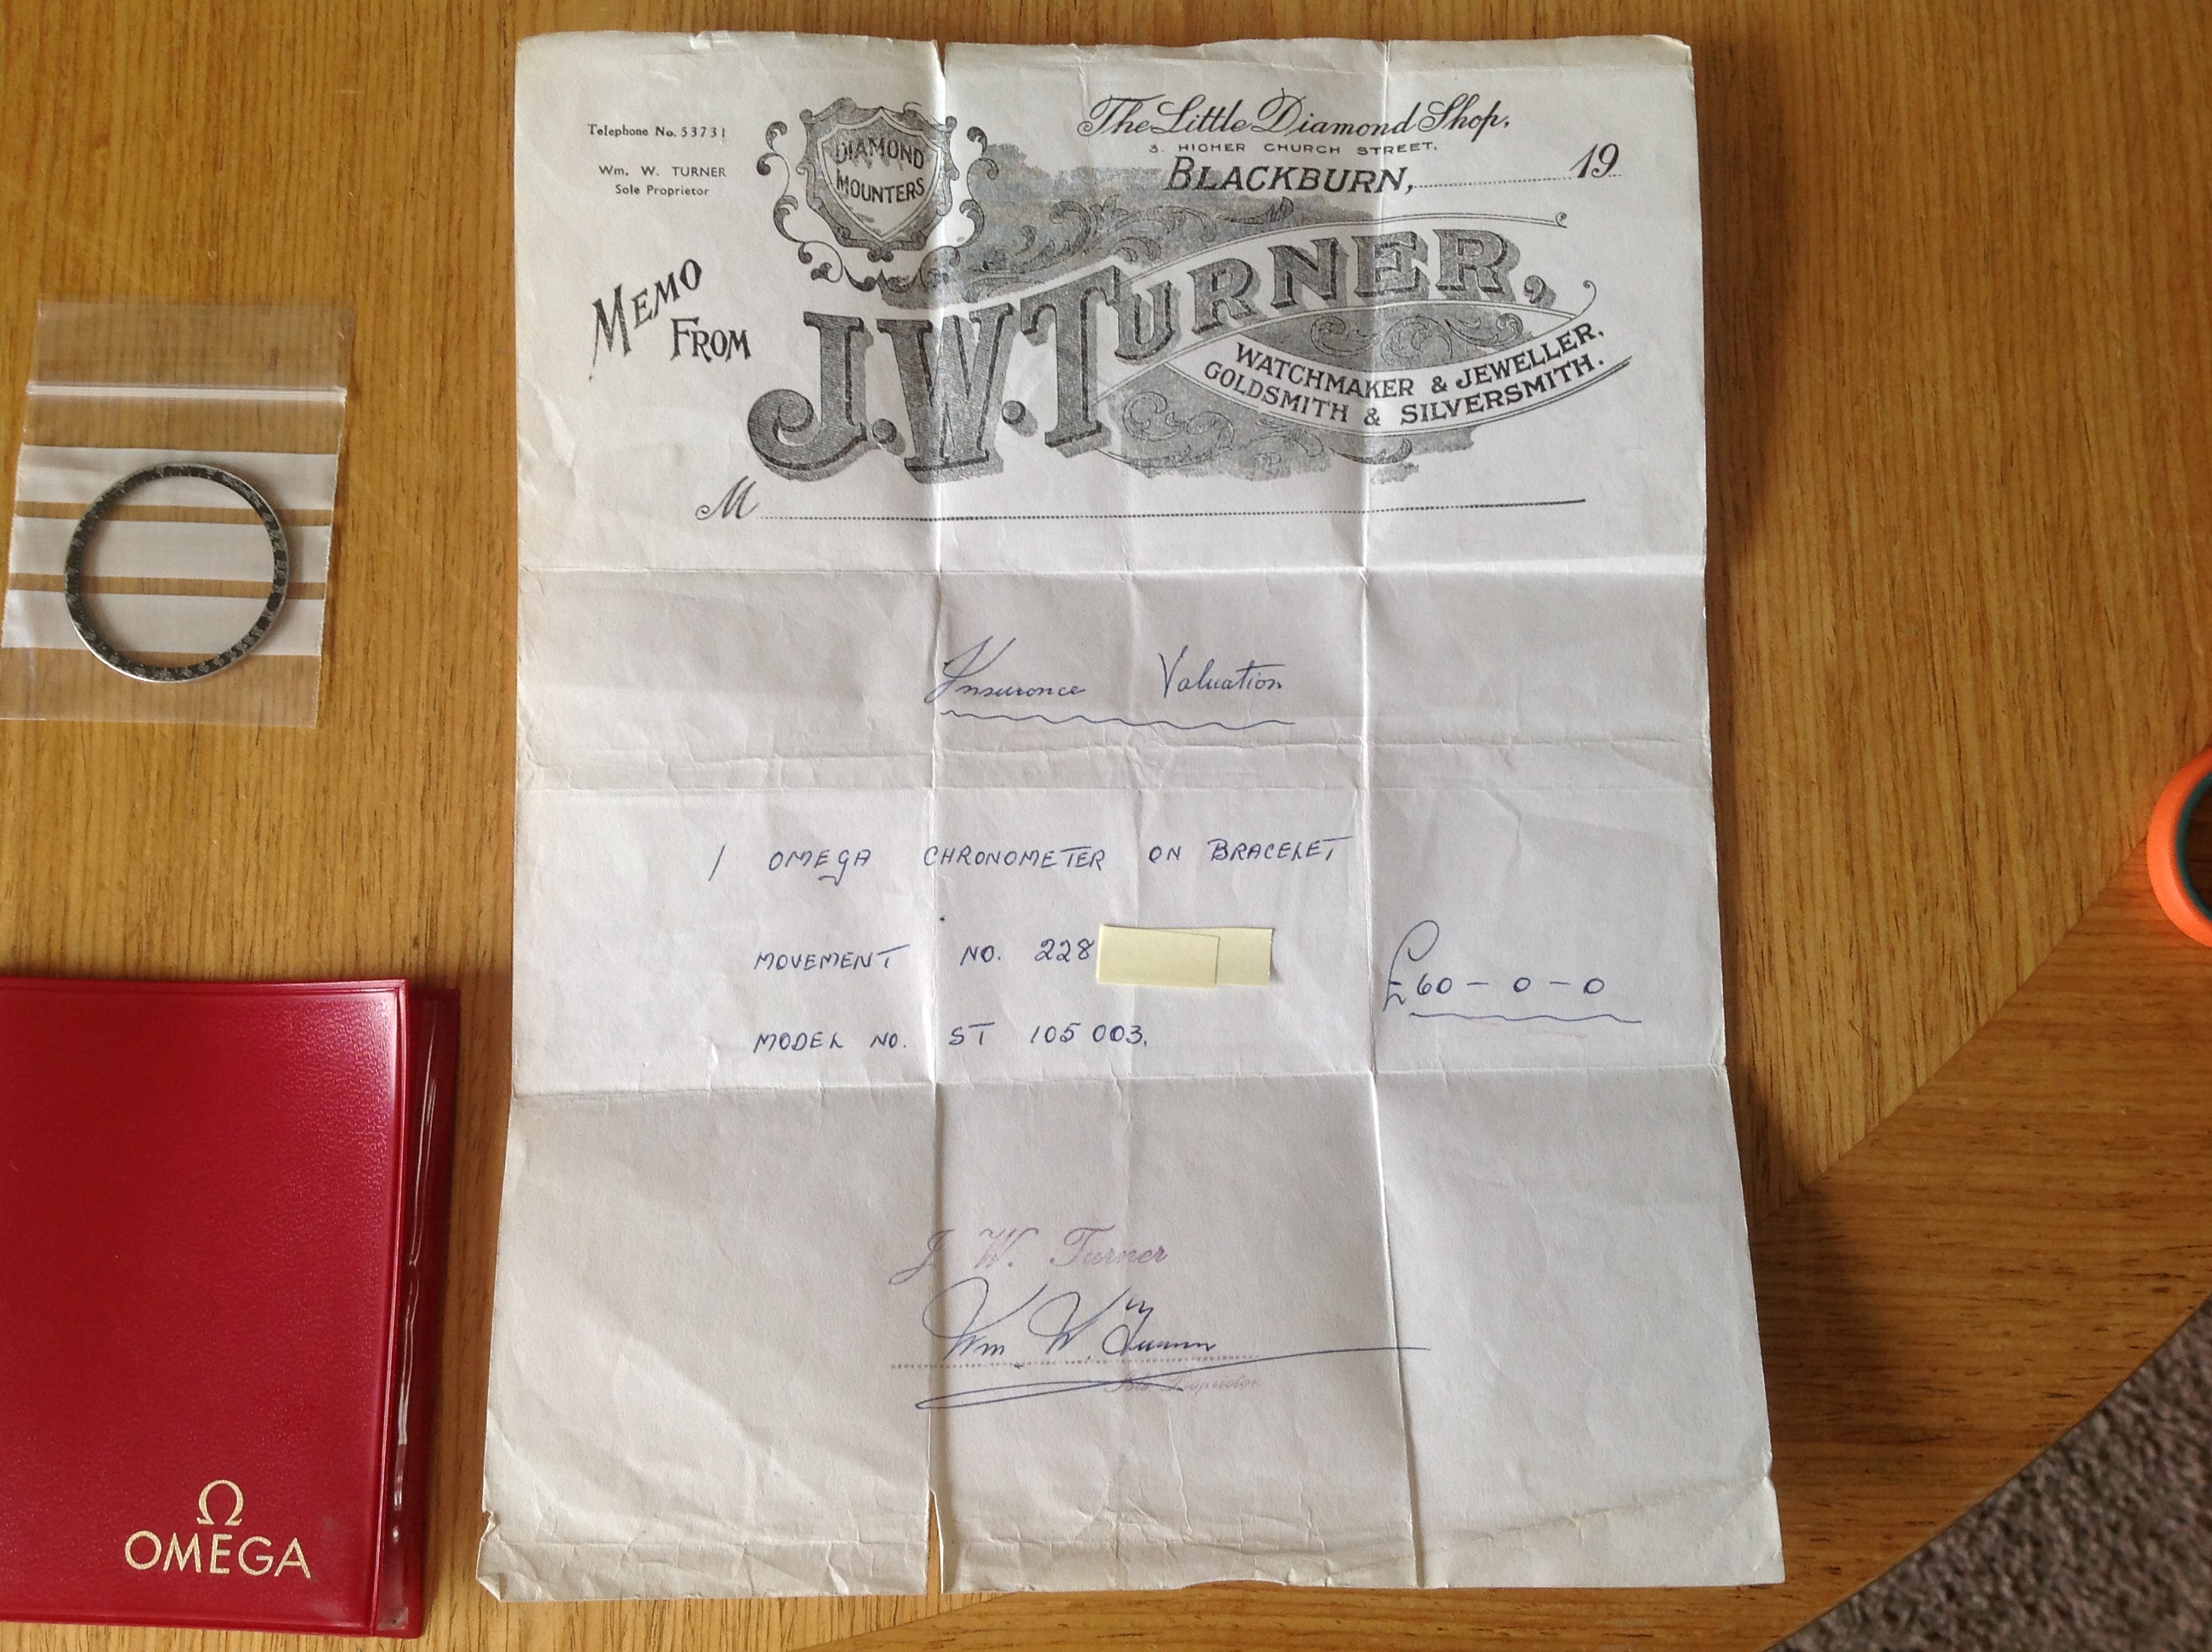 Telephone No. 53731
Wm. W. TURNER
Sole Proprietor
DIAMOND
MOUNTERS
The Little Diamond Shop,
3. HIGHER CHURCH STREET,
BLACKBURN, 19
MEMO
FROM
J.W. TURNER,
WATCHMAKER & JEWELLER,
GOLDSMITH & SILVERSMITH.
M
Insurance Valuation
1 OMEGA CHRONOMETER ON BRACELET
MOVEMENT NO. 228
£60-0-0
MODEL NO. ST 105 003.
J. W. Turner
Wm. W. Turner
Sole Proprietor
Ω
OMEGA